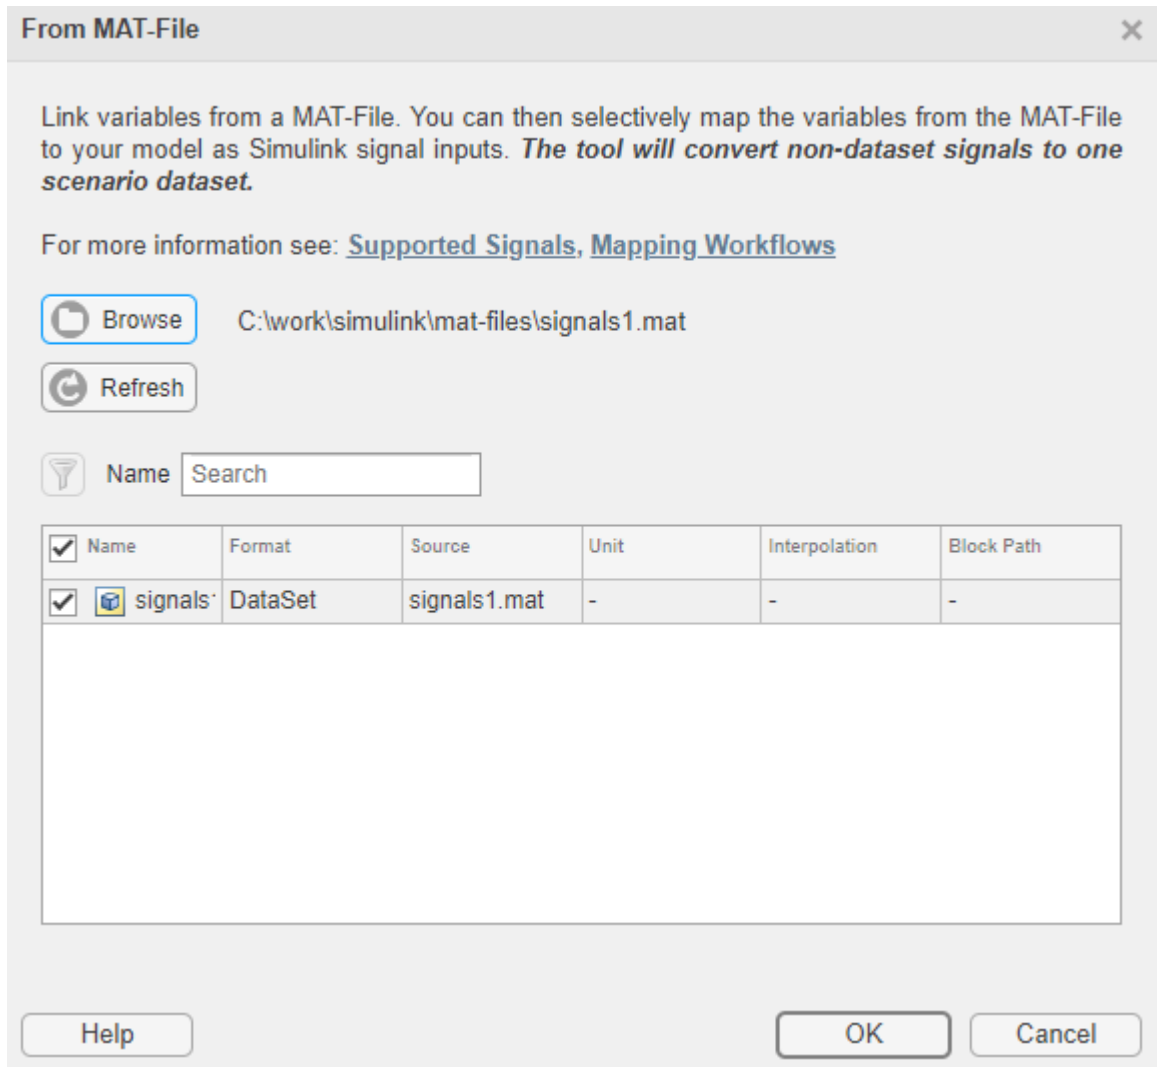 From MAT-File
Link variables from a MAT-File. You can then selectively map the variables from the MAT-File
to your model as Simulink signal inputs. The tool will convert non-dataset signals to one
scenario dataset.
For more information see: Supported Signals, Mapping Workflows
Browse C:\work\simulink\mat-files\signals1.mat
Refresh
Name Search
Name Format Source Unit Interpolation Block Path
signals DataSet signals1.mat - - -
Help OK Cancel